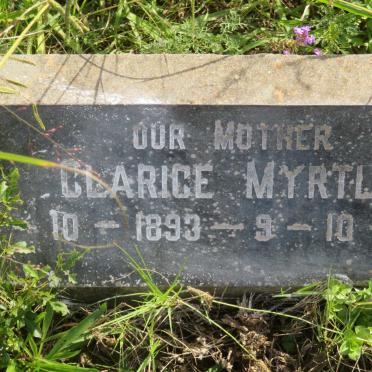 OUR MOTHER
CLARICE MYRTL
10 — 1893 — 9 — 10